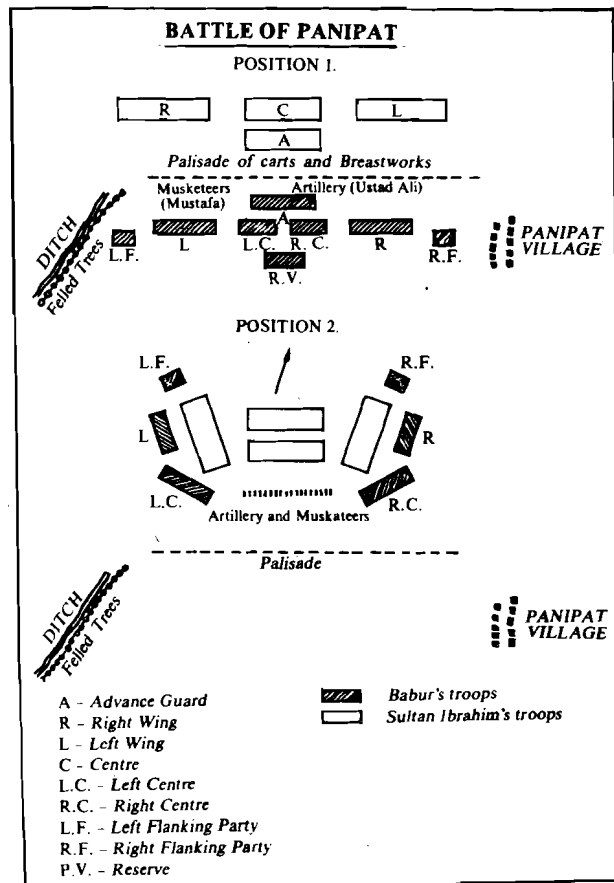 BATTLE OF PANIPAT
POSITION 1.
R C L
A
Palisade of carts and Breastworks
Musketeers (Mustafa)
Artillery (Ustad Ali)
A
DITCH
Felled Trees
L.F. L L.C. R.C. R R.F.
R.V.
PANIPAT VILLAGE
POSITION 2.
L.F. R.F.
L R
L.C. R.C.
Artillery and Muskateers
Palisade
DITCH
Felled Trees
PANIPAT VILLAGE
A - Advance Guard
R - Right Wing
L - Left Wing
C - Centre
L.C. - Left Centre
R.C. - Right Centre
L.F. - Left Flanking Party
R.F. - Right Flanking Party
P.V. - Reserve
Babur's troops
Sultan Ibrahim's troops